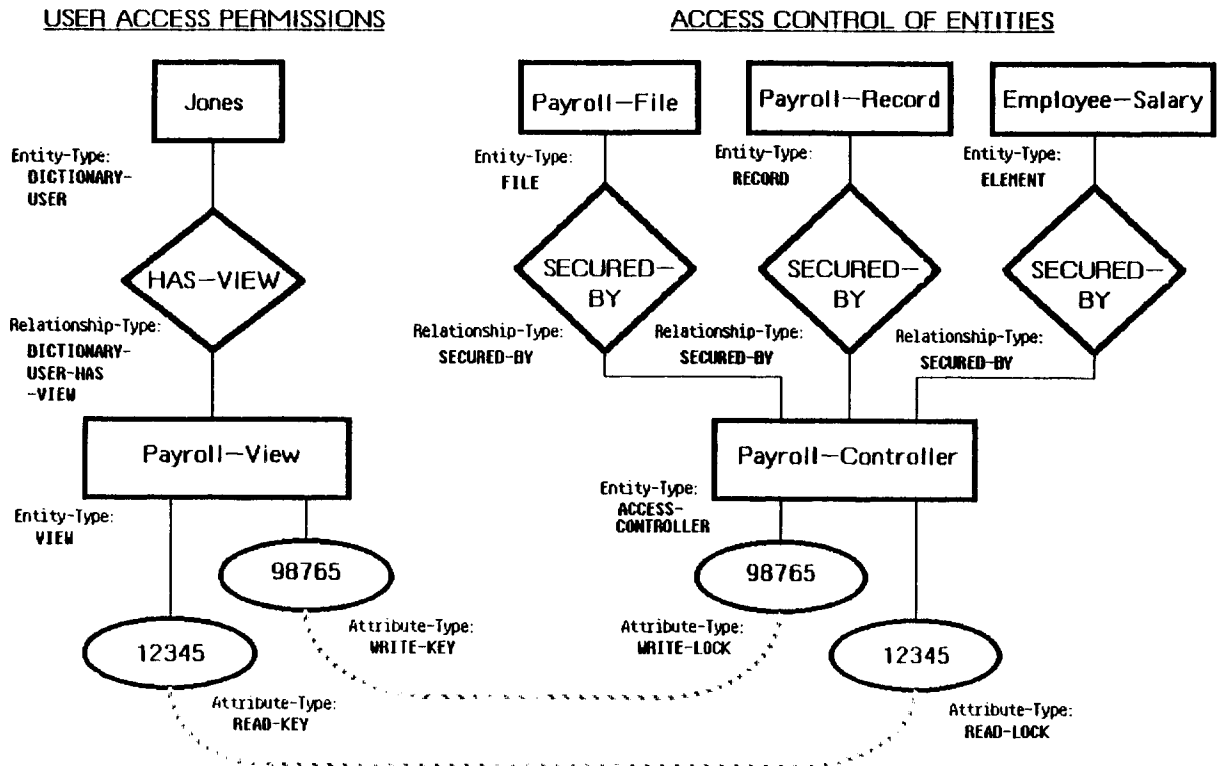 USER ACCESS PERMISSIONS
ACCESS CONTROL OF ENTITIES
Jones
Payroll-File
Payroll-Record
Employee-Salary
Entity-Type:
DICTIONARY-
USER
Entity-Type:
FILE
Entity-Type:
RECORD
Entity-Type:
ELEMENT
HAS-VIEW
SECURED-
BY
SECURED-
BY
SECURED-
BY
Relationship-Type:
DICTIONARY-
USER-HAS
-VIEW
Relationship-Type:
SECURED-BY
Relationship-Type:
SECURED-BY
Relationship-Type:
SECURED-BY
Payroll-View
Payroll-Controller
Entity-Type:
VIEW
Entity-Type:
ACCESS-
CONTROLLER
98765
98765
12345
Attribute-Type:
WRITE-KEY
Attribute-Type:
WRITE-LOCK
12345
Attribute-Type:
READ-KEY
Attribute-Type:
READ-LOCK